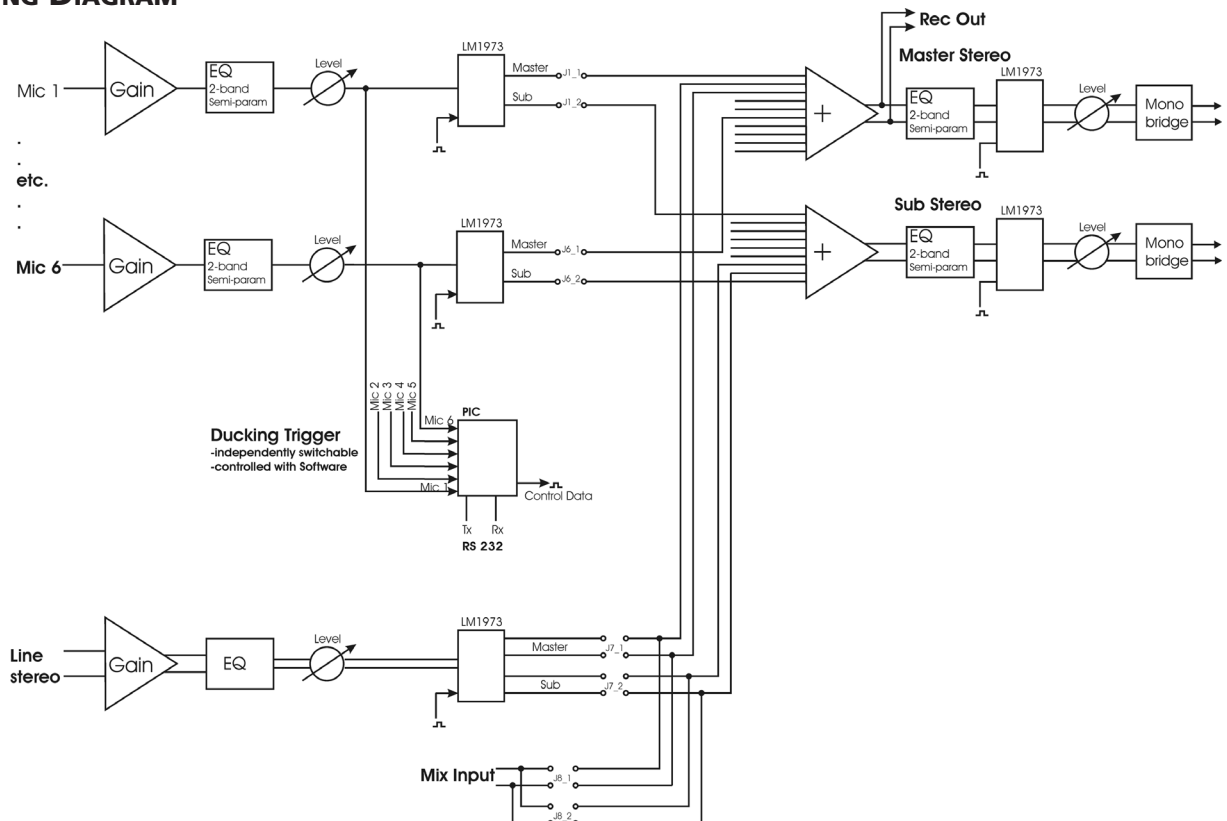 NG DIAGRAM
Rec Out
Master Stereo
Mic 1
Gain
EQ
2-band
Semi-param
Level
LM1973
Master
J1_1
Sub
J1_2
+
EQ
2-band
Semi-param
LM1973
Level
Mono
bridge
.
.
etc.
.
.
Mic 6
Gain
EQ
2-band
Semi-param
Level
LM1973
Master
J6_1
Sub
J6_2
Sub Stereo
+
EQ
2-band
Semi-param
LM1973
Level
Mono
bridge
Mic 2
Mic 3
Mic 4
Mic 5
PIC
Mic 6
Mic 1
Ducking Trigger
-independently switchable
-controlled with Software
Control Data
Tx
Rx
RS 232
Line
stereo
Gain
EQ
Level
LM1973
Master
J7_1
Sub
J7_2
Mix Input
J8_1
J8_2